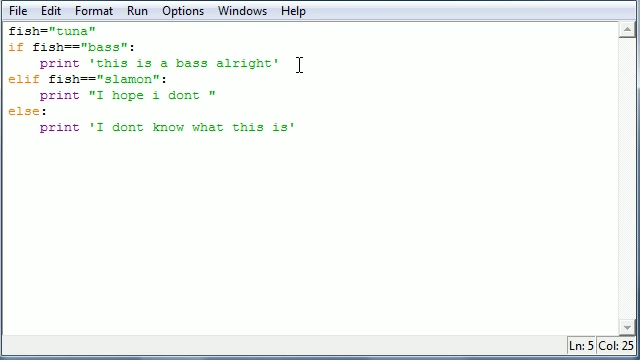 File Edit Format Run Options Windows Help
fish="tuna"
if fish=="bass":
    print 'this is a bass alright'
elif fish=="slamon":
    print "I hope i dont "
else:
    print 'I dont know what this is'
Ln: 5 Col: 25